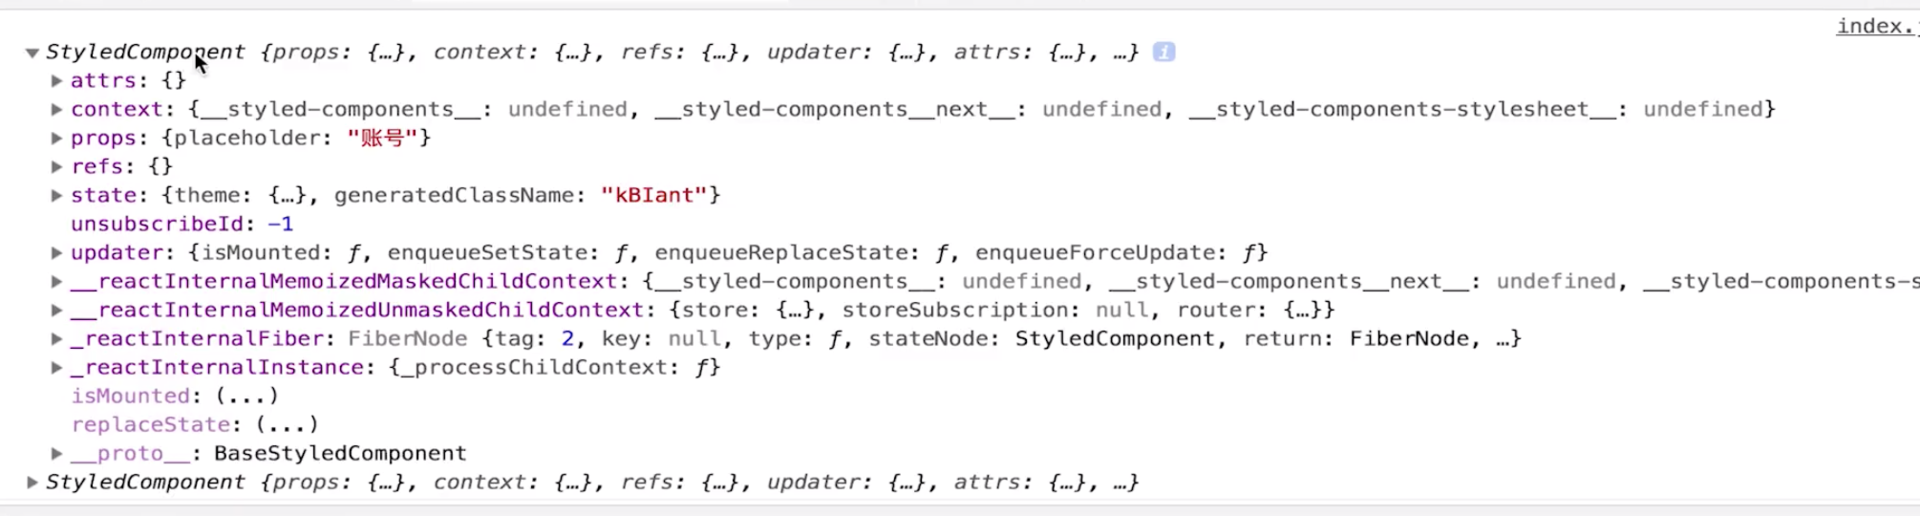 index.j
StyledComponent {props: {…}, context: {…}, refs: {…}, updater: {…}, attrs: {…}, …} i
attrs: {}
context: {__styled-components__: undefined, __styled-components__next__: undefined, __styled-components-stylesheet__: undefined}
props: {placeholder: "账号"}
refs: {}
state: {theme: {…}, generatedClassName: "kBIant"}
unsubscribeId: -1
updater: {isMounted: ƒ, enqueueSetState: ƒ, enqueueReplaceState: ƒ, enqueueForceUpdate: ƒ}
__reactInternalMemoizedMaskedChildContext: {__styled-components__: undefined, __styled-components__next__: undefined, __styled-components-s
__reactInternalMemoizedUnmaskedChildContext: {store: {…}, storeSubscription: null, router: {…}}
_reactInternalFiber: FiberNode {tag: 2, key: null, type: ƒ, stateNode: StyledComponent, return: FiberNode, …}
_reactInternalInstance: {_processChildContext: ƒ}
isMounted: (...)
replaceState: (...)
__proto__: BaseStyledComponent
StyledComponent {props: {…}, context: {…}, refs: {…}, updater: {…}, attrs: {…}, …}